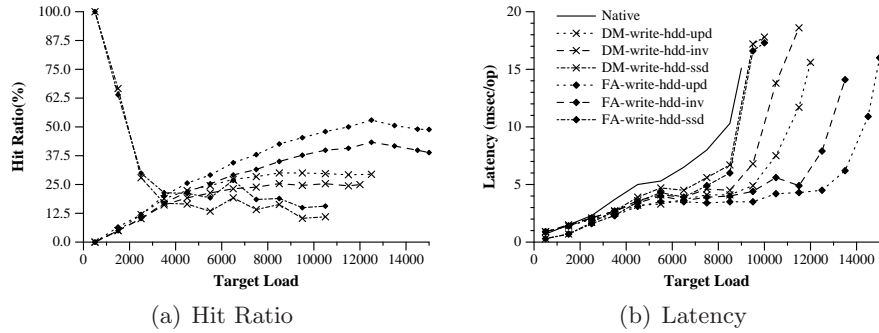 100.0
87.5
75.0
62.5
50.0
37.5
25.0
12.5
0.0
Hit Ratio(%)
0 2000 4000 6000 8000 10000 12000 14000
Target Load
(a) Hit Ratio
20
15
10
5
0
Latency (msec/op)
Native
DM-write-hdd-upd
DM-write-hdd-inv
DM-write-hdd-ssd
FA-write-hdd-upd
FA-write-hdd-inv
FA-write-hdd-ssd
0 2000 4000 6000 8000 10000 12000 14000
Target Load
(b) Latency